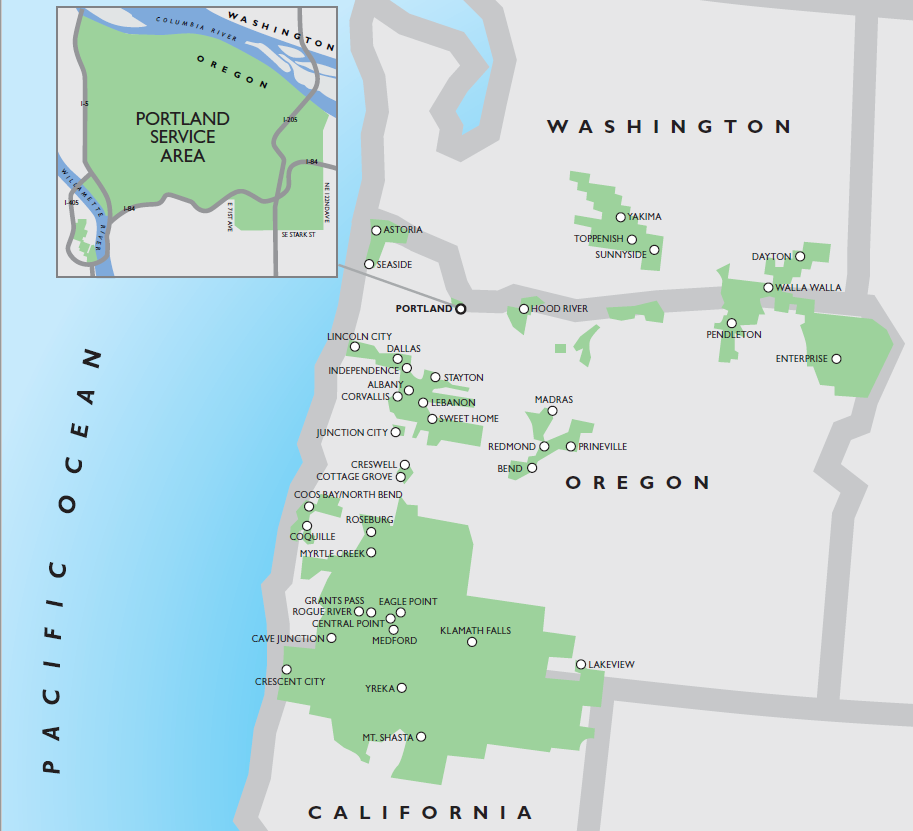 WASHINGTON
COLUMBIA RIVER
OREGON
I-5
PORTLAND
SERVICE
AREA
I-205
I-84
WILLAMETTE RIVER
I-405
I-84
E 71ST AVE
NE 132ND AVE
SE STARK ST
WASHINGTON
YAKIMA
TOPPENISH
SUNNYSIDE
ASTORIA
SEASIDE
DAYTON
WALLA WALLA
PORTLAND
HOOD RIVER
PENDLETON
ENTERPRISE
LINCOLN CITY
DALLAS
INDEPENDENCE
STAYTON
ALBANY
CORVALLIS
LEBANON
MADRAS
SWEET HOME
JUNCTION CITY
REDMOND
PRINEVILLE
BEND
CRESWELL
COTTAGE GROVE
OREGON
COOS BAY/NORTH BEND
ROSEBURG
COQUILLE
MYRTLE CREEK
PACIFIC OCEAN
GRANTS PASS
EAGLE POINT
ROGUE RIVER
CENTRAL POINT
KLAMATH FALLS
CAVE JUNCTION
MEDFORD
LAKEVIEW
CRESCENT CITY
YREKA
MT. SHASTA
CALIFORNIA